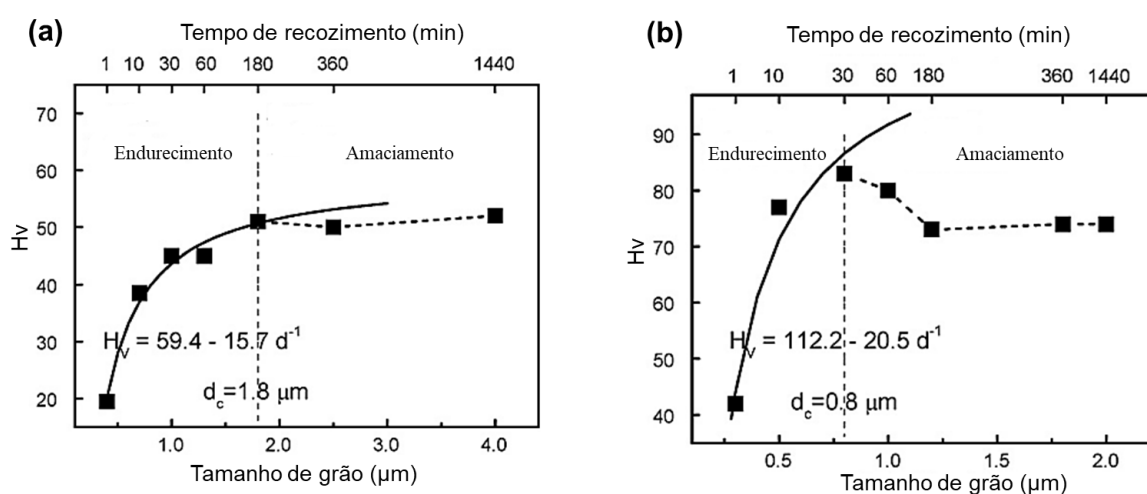 (a)
Tempo de recozimento (min)
1 10 30 60 180 360 1440
70
60
50
40
30
20
Hv
Endurecimento
Amaciamento
H_v = 59.4 - 15.7 d^-1
d_c=1.8 µm
1.0 2.0 3.0 4.0
Tamanho de grão (µm)
(b)
Tempo de recozimento (min)
1 10 30 60 180 360 1440
90
80
70
60
50
40
Hv
Endurecimento
Amaciamento
H_v = 112.2 - 20.5 d^-1
d_c=0.8 µm
0.5 1.0 1.5 2.0
Tamanho de grão (µm)